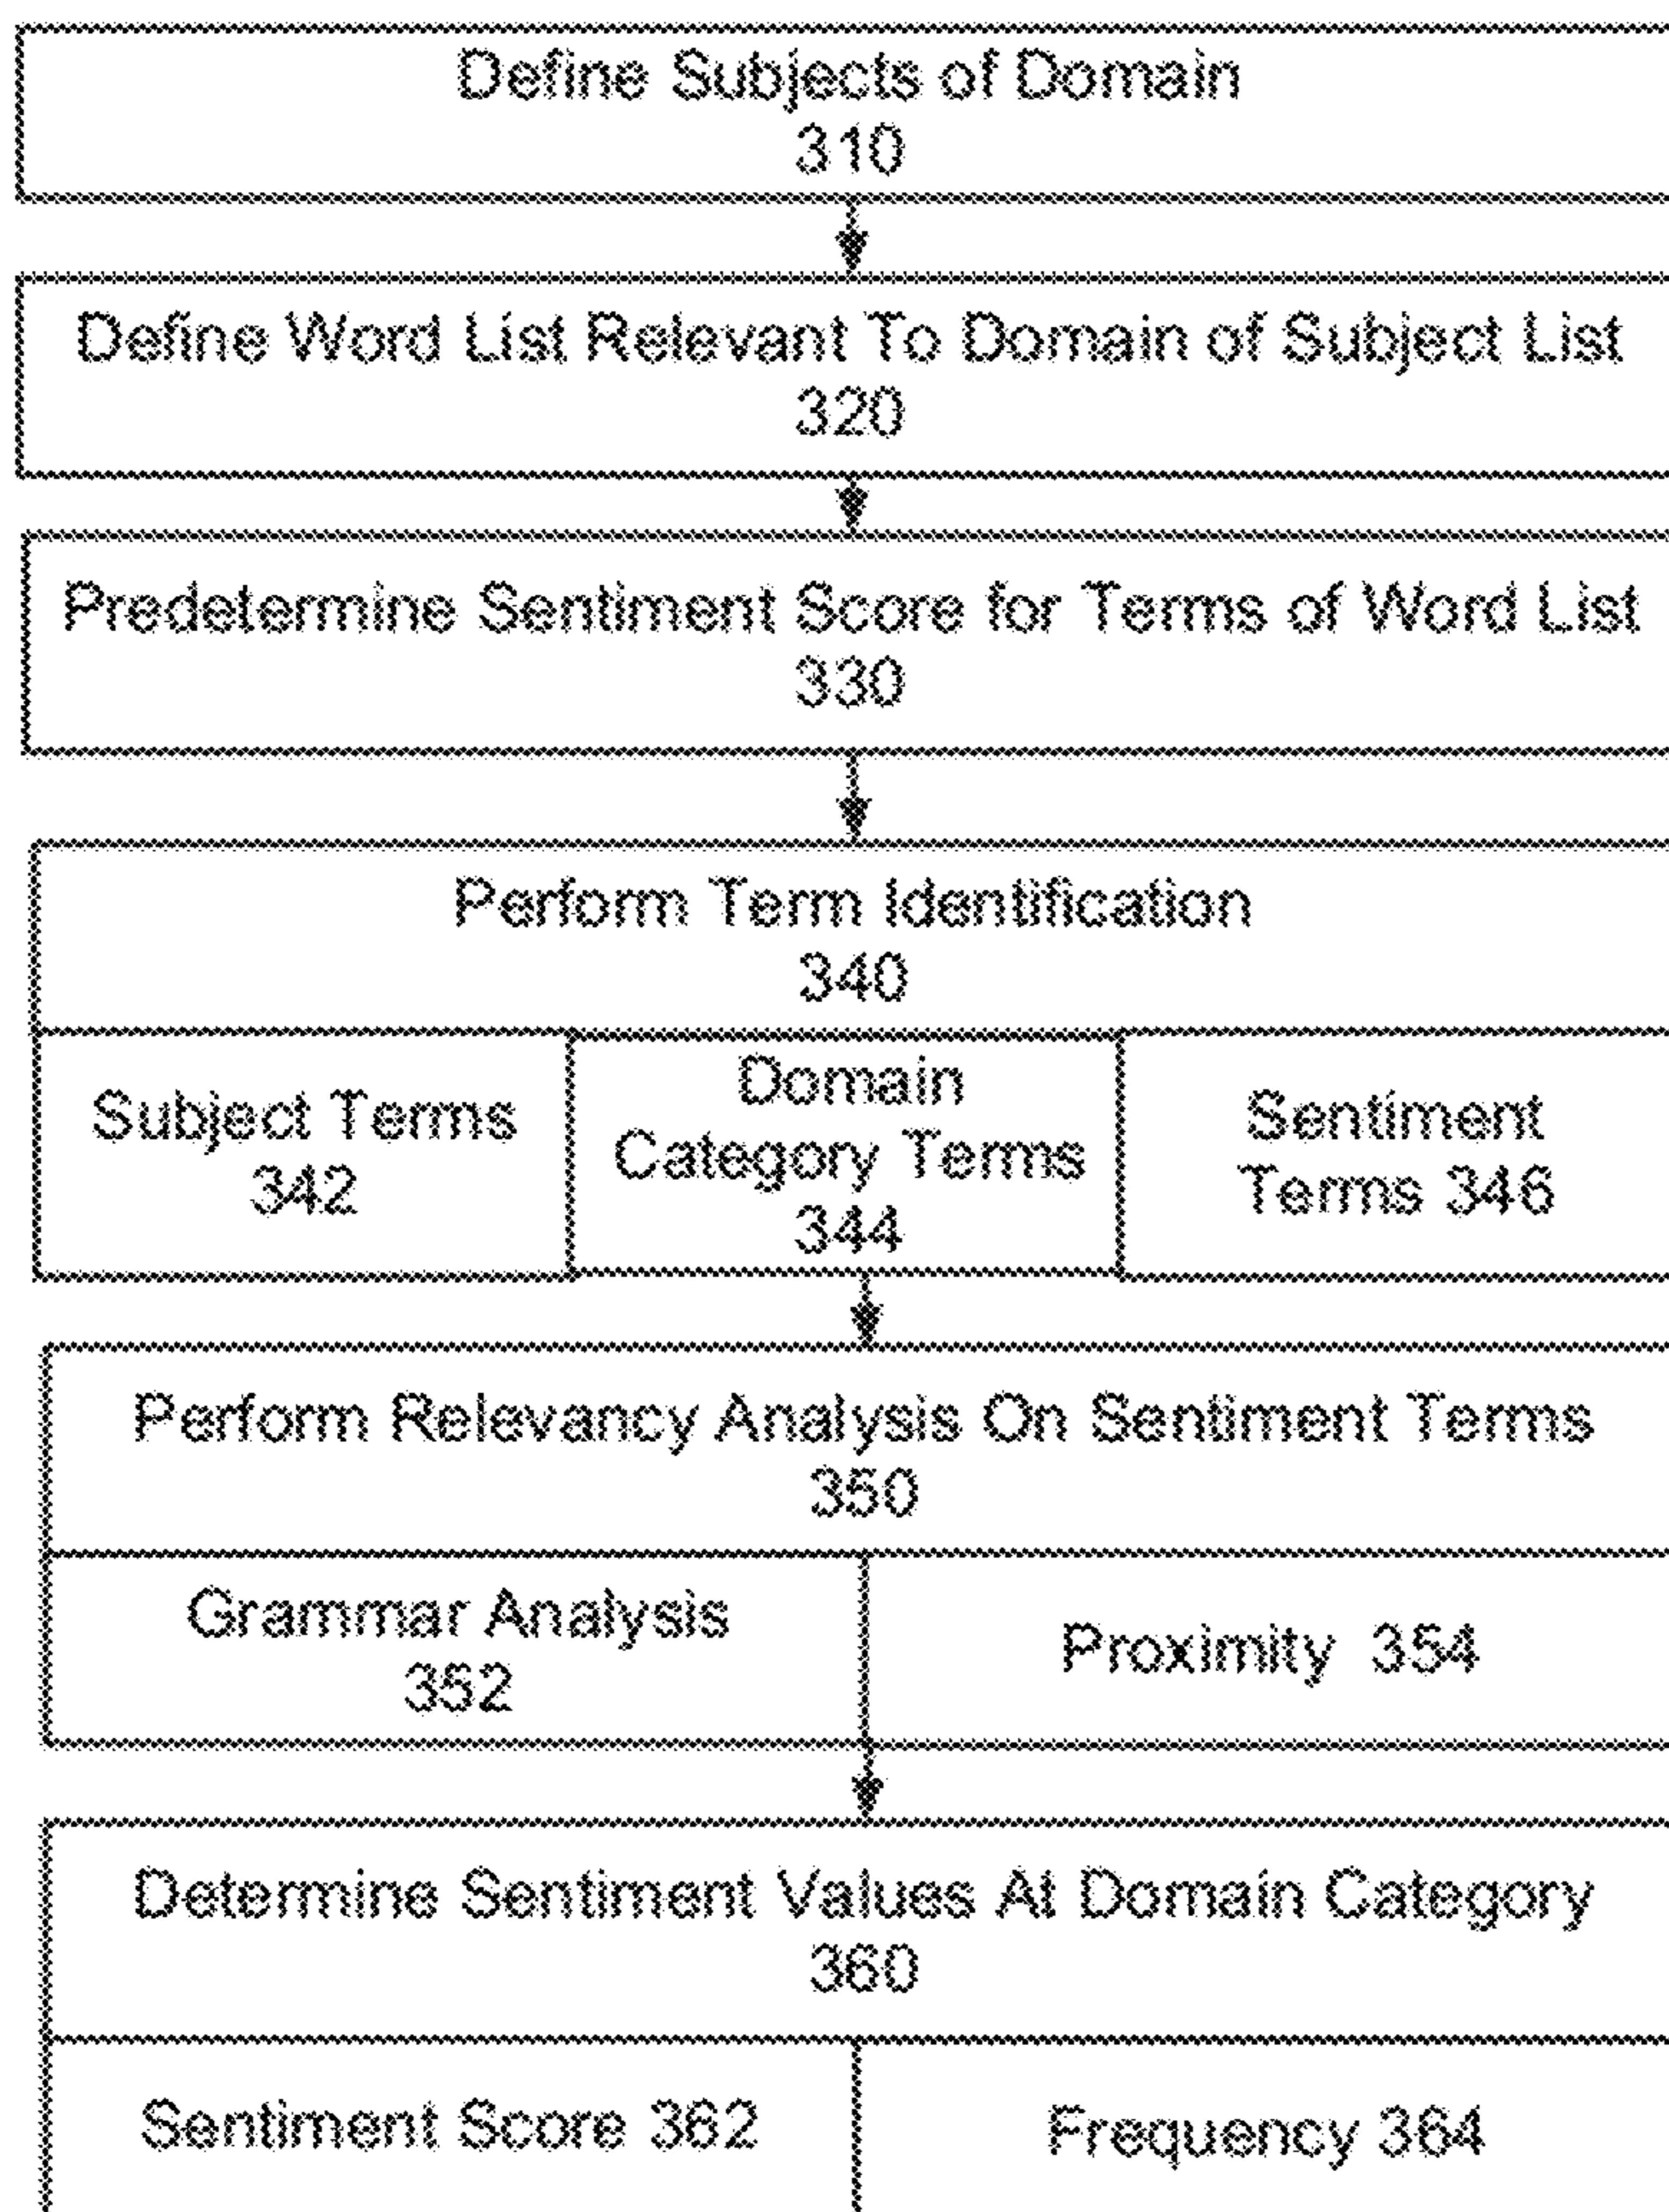 Define Subjects of Domain
310
Define Word List Relevant To Domain of Subject List
320
Predetermine Sentiment Score for Terms of Word List
330
Perform Term Identification
340
Subject Terms
342
Domain
Category Terms
344
Sentiment
Terms 346
Perform Relevancy Analysis On Sentiment Terms
350
Grammar Analysis
352
Proximity 354
Determine Sentiment Values At Domain Category
360
Sentiment Score 362
Frequency 364